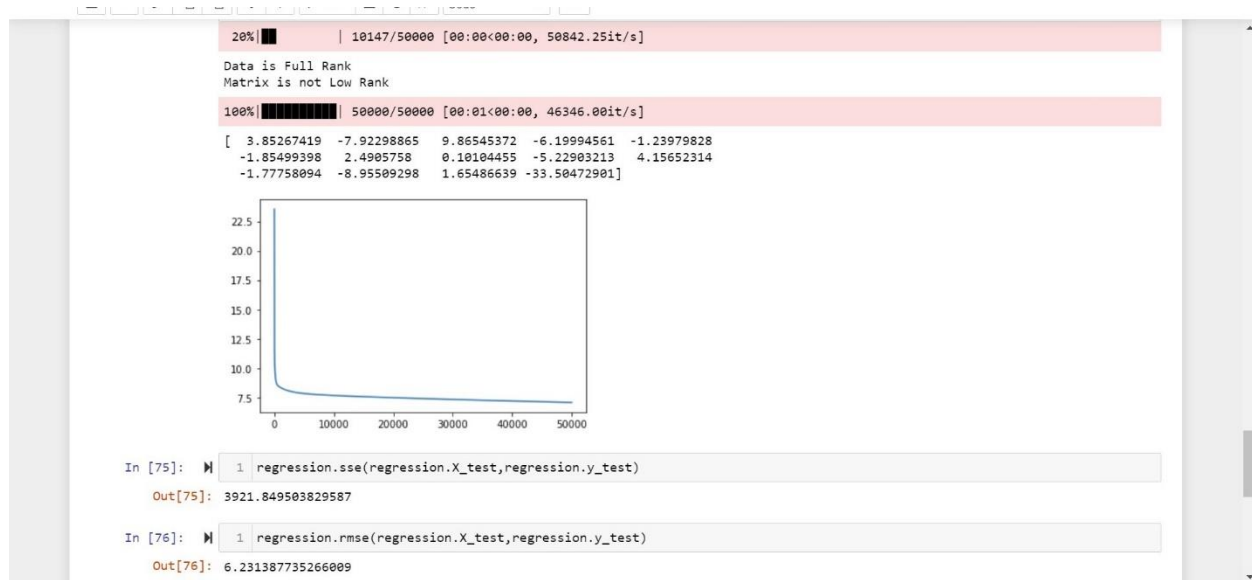 20%|██ | 10147/50000 [00:00<00:00, 50842.25it/s]
Data is Full Rank
Matrix is not Low Rank
100%|██████████| 50000/50000 [00:01<00:00, 46346.00it/s]
[ 3.85267419 -7.92298865 9.86545372 -6.19994561 -1.23979828
-1.85499398 2.4905758 0.10104455 -5.22903213 4.15652314
-1.77758094 -8.95509298 1.65486639 -33.50472901]
22.5
20.0
17.5
15.0
12.5
10.0
7.5
0 10000 20000 30000 40000 50000
In [75]: 1 regression.sse(regression.X_test,regression.y_test)
Out[75]: 3921.849503829587
In [76]: 1 regression.rmse(regression.X_test,regression.y_test)
Out[76]: 6.231387735266009